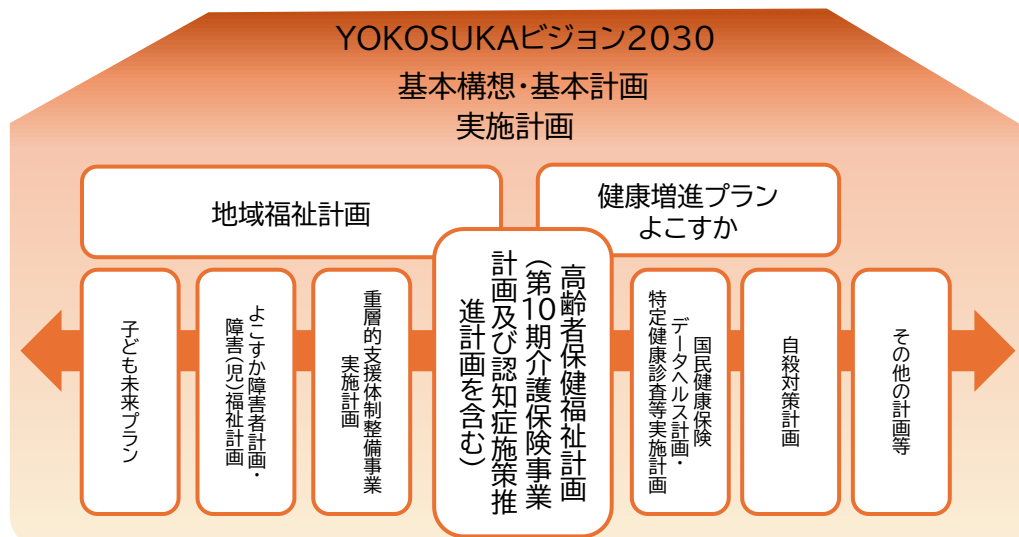 YOKOSUKAビジョン2030
基本構想・基本計画
実施計画
地域福祉計画
健康増進プラン
よこすか
子ども未来プラン
よこすか障害者計画・
障害(児)福祉計画
重層的支援体制整備事業
実施計画
高齢者保健福祉計画
(第10期介護保険事業
計画及び認知症施策推
進計画を含む)
国民健康保険
データヘルス計画・
特定健康診査等実施計画
自殺対策計画
その他の計画等